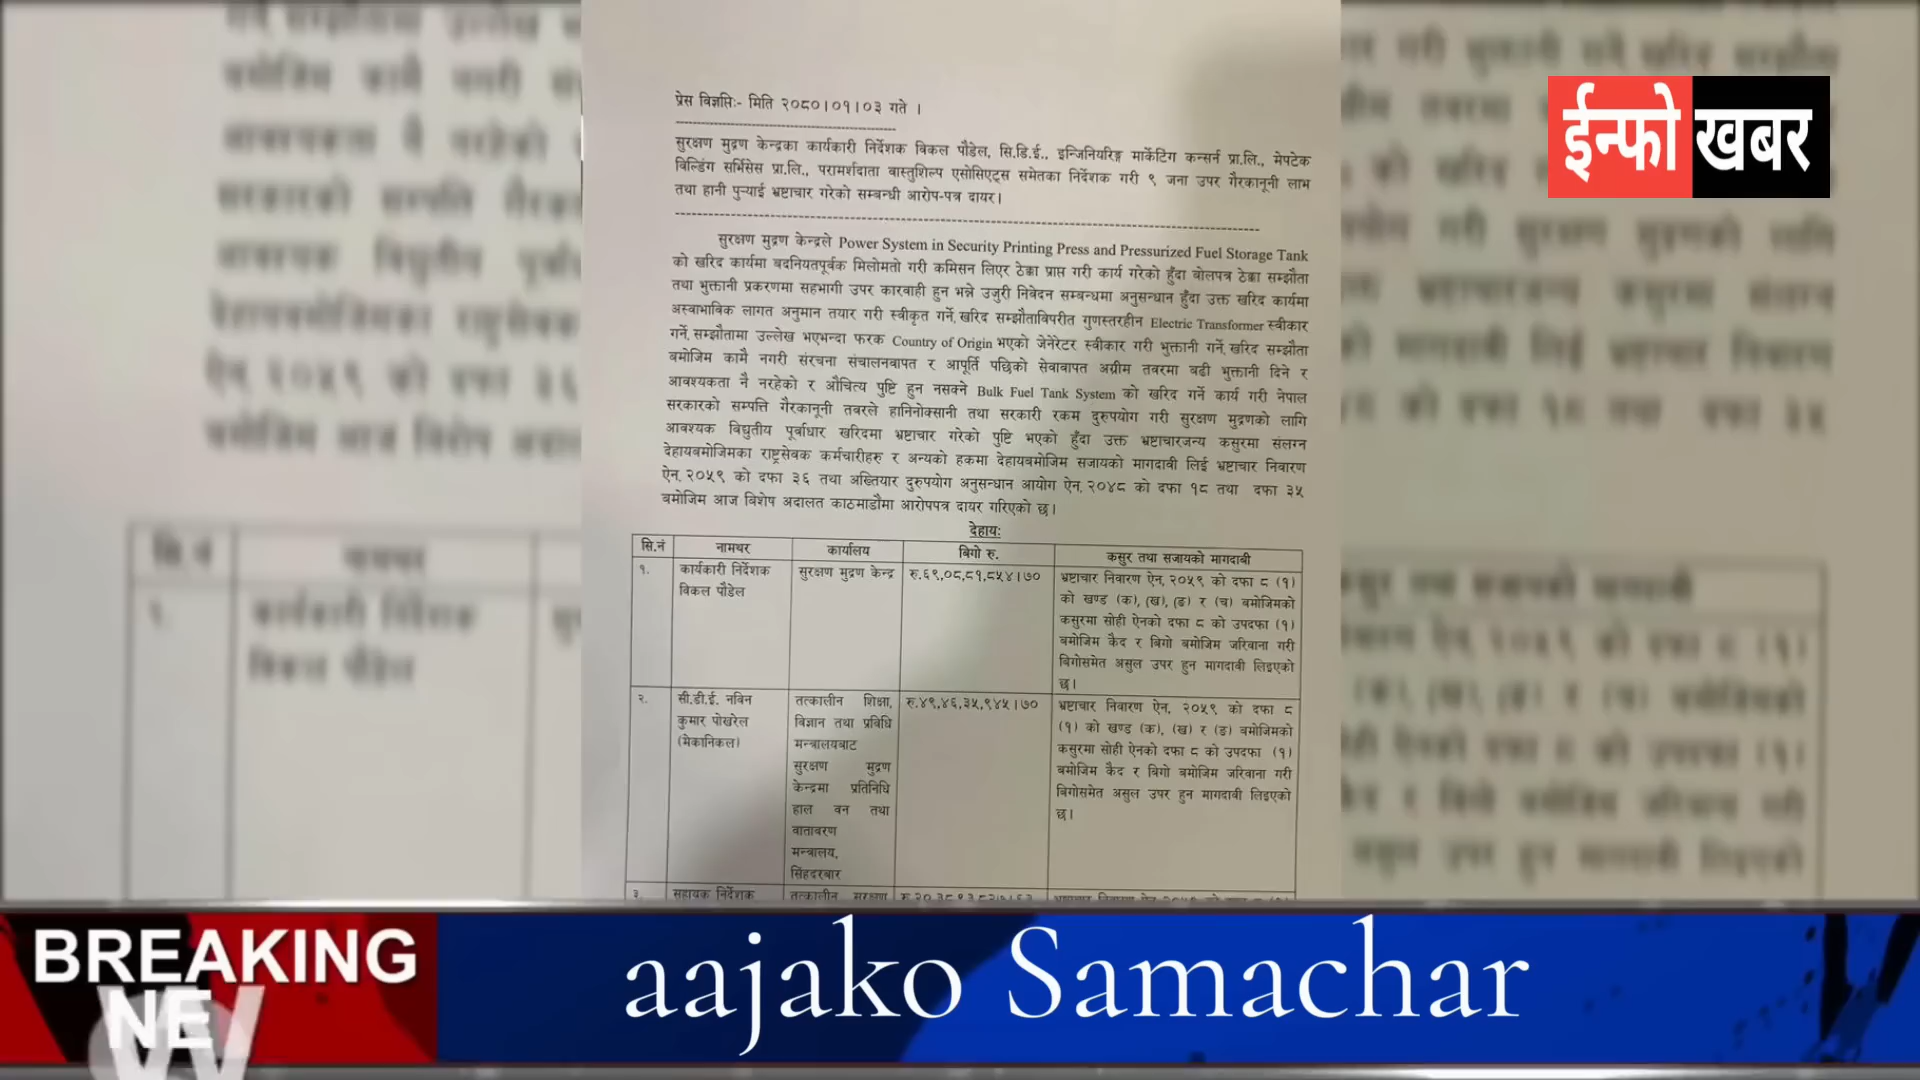 ईन्फो खबर
प्रेस विज्ञप्तिः- मिति २०८०।०१।०३ गते ।
सुरक्षण मुद्रण केन्द्रका कार्यकारी निर्देशक विकल पौडेल, सि.डि.ई., इन्जिनियरिङ्ग मार्केटिग कन्सर्न प्रा.लि., मेपटेक
बिल्डिंग सर्भिसेस प्रा.लि., परामर्शदाता वास्तुशिल्प एसोसिएट्स समेतका निर्देशक गरी ९ जना उपर गैरकानूनी लाभ
तथा हानी पुऱ्याई भ्रष्टाचार गरेको सम्बन्धी आरोप-पत्र दायर।
सुरक्षण मुद्रण केन्द्रले Power System in Security Printing Press and Pressurized Fuel Storage Tank
को खरिद कार्यमा बदनियतपूर्वक मिलोमतो गरी कमिसन लिएर ठेक्का प्राप्त गरी कार्य गरेको हुँदा बोलपत्र ठेक्का सम्झौता
तथा भुक्तानी प्रकरणमा सहभागी उपर कारवाही हुन भन्ने उजुरी निवेदन सम्बन्धमा अनुसन्धान हुँदा उक्त खरिद कार्यमा
अस्वाभाविक लागत अनुमान तयार गरी स्वीकृत गर्ने, खरिद सम्झौताविपरीत गुणस्तरहीन Electric Transformer स्वीकार
गर्ने, सम्झौतामा उल्लेख भएभन्दा फरक Country of Origin भएको जेनेरेटर स्वीकार गरी भुक्तानी गर्ने, खरिद सम्झौता
बमोजिम कामै नगरी संरचना संचालनबापत र आपूर्ति पछिको सेवाबापत अग्रीम तवरमा बढी भुक्तानी दिने र
आवश्यकता नै नरहेको र औचित्य पुष्टि हुन नसक्ने Bulk Fuel Tank System को खरिद गर्ने कार्य गरी नेपाल
सरकारको सम्पत्ति गैरकानूनी तबरले हानिनोक्सानी तथा सरकारी रकम दुरुपयोग गरी सुरक्षण मुद्रणको लागि
आवश्यक विद्युतीय पूर्वाधार खरिदमा भ्रष्टाचार गरेको पुष्टि भएको हुँदा उक्त भ्रष्टाचारजन्य कसुरमा संलग्न
देहायबमोजिमका राष्ट्रसेवक कर्मचारीहरु र अन्यको हकमा देहायबमोजिम सजायको मागदावी लिई भ्रष्टाचार निवारण
ऐन, २०५९ को दफा ३६ तथा अख्तियार दुरुपयोग अनुसन्धान आयोग ऐन, २०४८ को दफा १८ तथा दफा ३५
बमोजिम आज विशेष अदालत काठमाडौंमा आरोपपत्र दायर गरिएको छ।
देहायः
सि.नं नामथर कार्यालय बिगो रु. कसुर तथा सजायको मागदाबी
१. कार्यकारी निर्देशक सुरक्षण मुद्रण केन्द्र रु.६९,०८,८१,८५४।७० भ्रष्टाचार निवारण ऐन, २०५९ को दफा ८ (१)
विकल पौडेल को खण्ड (क), (ख), (ङ) र (च) बमोजिमको
कसुरमा सोही ऐनको दफा ८ को उपदफा (१)
बमोजिम कैद र बिगो बमोजिम जरिवाना गरी
बिगोसमेत असुल उपर हुन मागदाबी लिइएको
छ।
२. सी.डी.ई. नविन तत्कालीन शिक्षा, रु.४९,४६,३५,९४५।७० भ्रष्टाचार निवारण ऐन, २०५९ को दफा ८
कुमार पोखरेल विज्ञान तथा प्रविधि (१) को खण्ड (क), (ख) र (ङ) बमोजिमको
(मेकानिकल) मन्त्रालयबाट कसुरमा सोही ऐनको दफा ८ को उपदफा (१)
सुरक्षण मुद्रण बमोजिम कैद र बिगो बमोजिम जरिवाना गरी
केन्द्रमा प्रतिनिधि बिगोसमेत असुल उपर हुन मागदाबी लिइएको
हाल वन तथा छ।
वातावरण
मन्त्रालय,
सिंहदरबार
३. सहायक निर्देशक तत्कालीन सुरक्षण
BREAKING
NEW
aajako Samachar